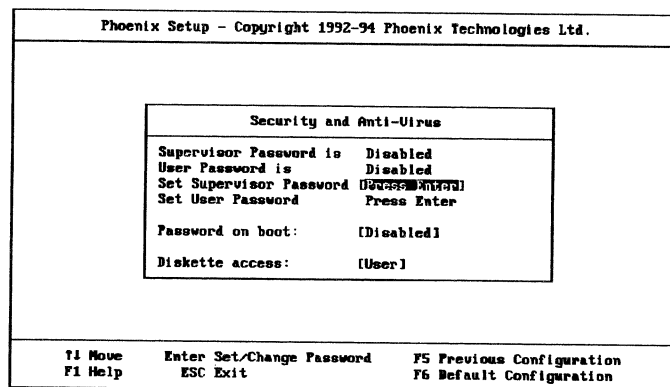 Phoenix Setup - Copyright 1992-94 Phoenix Technologies Ltd.
Security and Anti-Virus
Supervisor Password is Disabled
User Password is Disabled
Set Supervisor Password [Press Enter]
Set User Password Press Enter
Password on boot: [Disabled]
Diskette access: [User]
↑↓ Move Enter Set/Change Password F5 Previous Configuration
F1 Help ESC Exit F6 Default Configuration